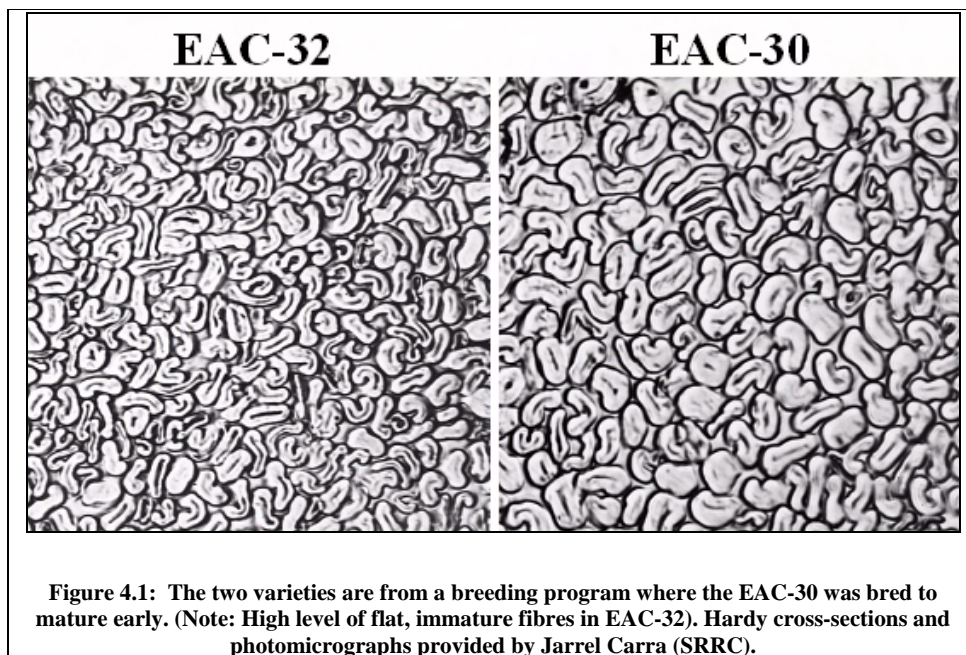 EAC-32 EAC-30
Figure 4.1: The two varieties are from a breeding program where the EAC-30 was bred to
mature early. (Note: High level of flat, immature fibres in EAC-32). Hardy cross-sections and
photomicrographs provided by Jarrel Carra (SRRC).